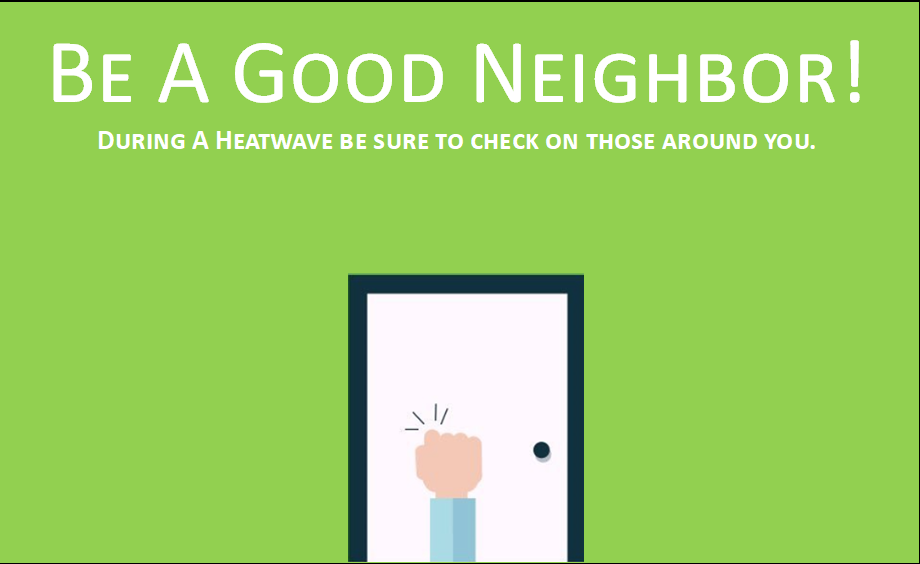 Be A Good Neighbor!
During A Heatwave be sure to check on those around you.